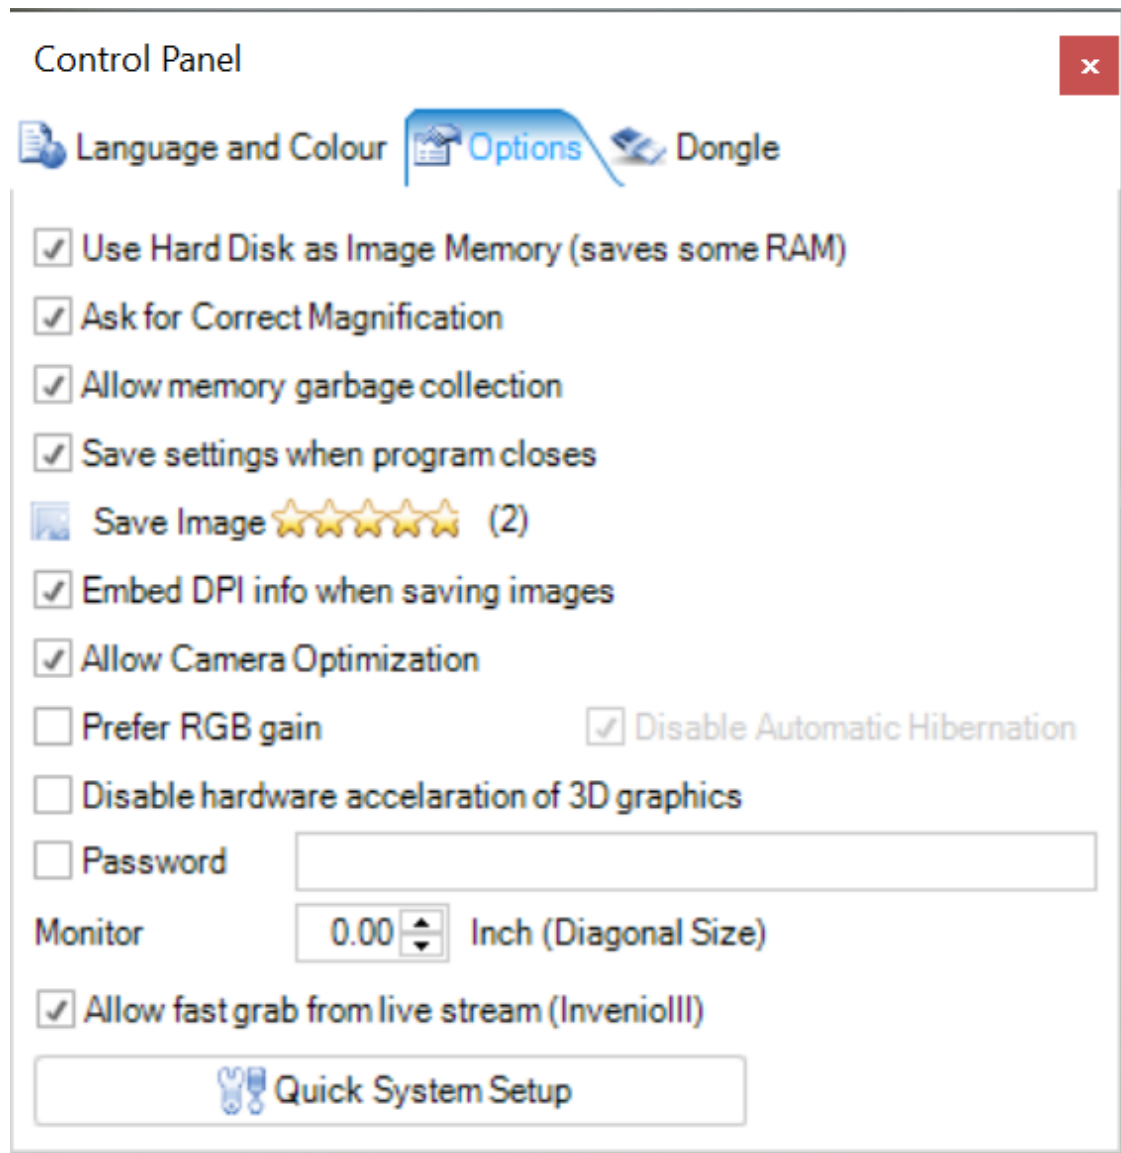 Control Panel
x
Language and Colour Options Dongle
Use Hard Disk as Image Memory (saves some RAM)
Ask for Correct Magnification
Allow memory garbage collection
Save settings when program closes
Save Image (2)
Embed DPI info when saving images
Allow Camera Optimization
Prefer RGB gain Disable Automatic Hibernation
Disable hardware accelaration of 3D graphics
Password
Monitor 0.00 Inch (Diagonal Size)
Allow fast grab from live stream (InvenioIII)
Quick System Setup